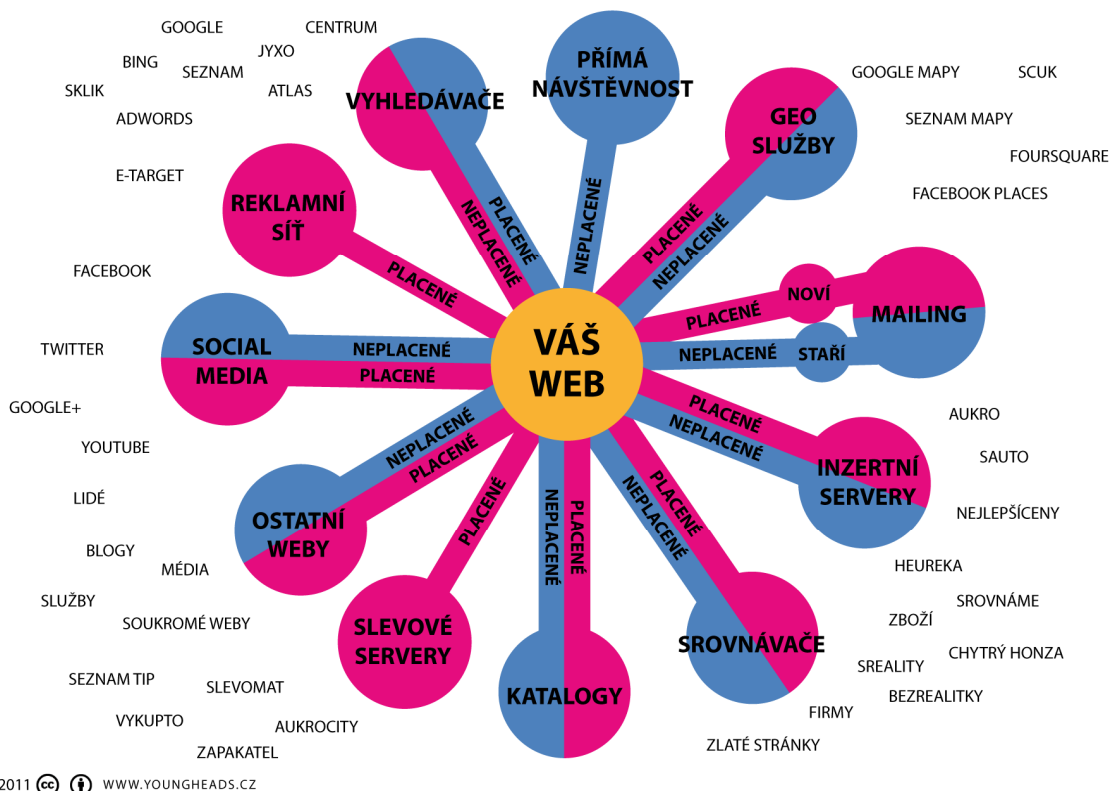 GOOGLE
CENTRUM
JYXO
BING
SEZNAM
SKLIK
ATLAS
ADWORDS
E-TARGET
VYHLEDÁVAČE
PLACENÉ
NEPLACENÉ
PŘÍMÁ
NÁVŠTĚVNOST
NEPLACENÉ
GEO
SLUŽBY
PLACENÉ
NEPLACENÉ
GOOGLE MAPY
SCUK
SEZNAM MAPY
FOURSQUARE
FACEBOOK PLACES
REKLAMNÍ
SÍŤ
PLACENÉ
MAILING
NOVÍ
PLACENÉ
STAŘÍ
NEPLACENÉ
VÁŠ
WEB
FACEBOOK
TWITTER
GOOGLE+
YOUTUBE
LIDÉ
SOCIAL
MEDIA
NEPLACENÉ
PLACENÉ
INZERTNÍ
SERVERY
PLACENÉ
NEPLACENÉ
AUKRO
SAUTO
NEJLEPŠÍCENY
OSTATNÍ
WEBY
NEPLACENÉ
PLACENÉ
BLOGY
MÉDIA
SLUŽBY
SOUKROMÉ WEBY
SLEVOVÉ
SERVERY
PLACENÉ
SEZNAM TIP
SLEVOMAT
VYKUPTO
AUKROCITY
ZAPAKATEL
KATALOGY
NEPLACENÉ
PLACENÉ
FIRMY
ZLATÉ STRÁNKY
SROVNÁVAČE
PLACENÉ
NEPLACENÉ
HEUREKA
SROVNÁME
ZBOŽÍ
CHYTRÝ HONZA
SREALITY
BEZREALITKY
2011 cc WWW.YOUNGHEADS.CZ